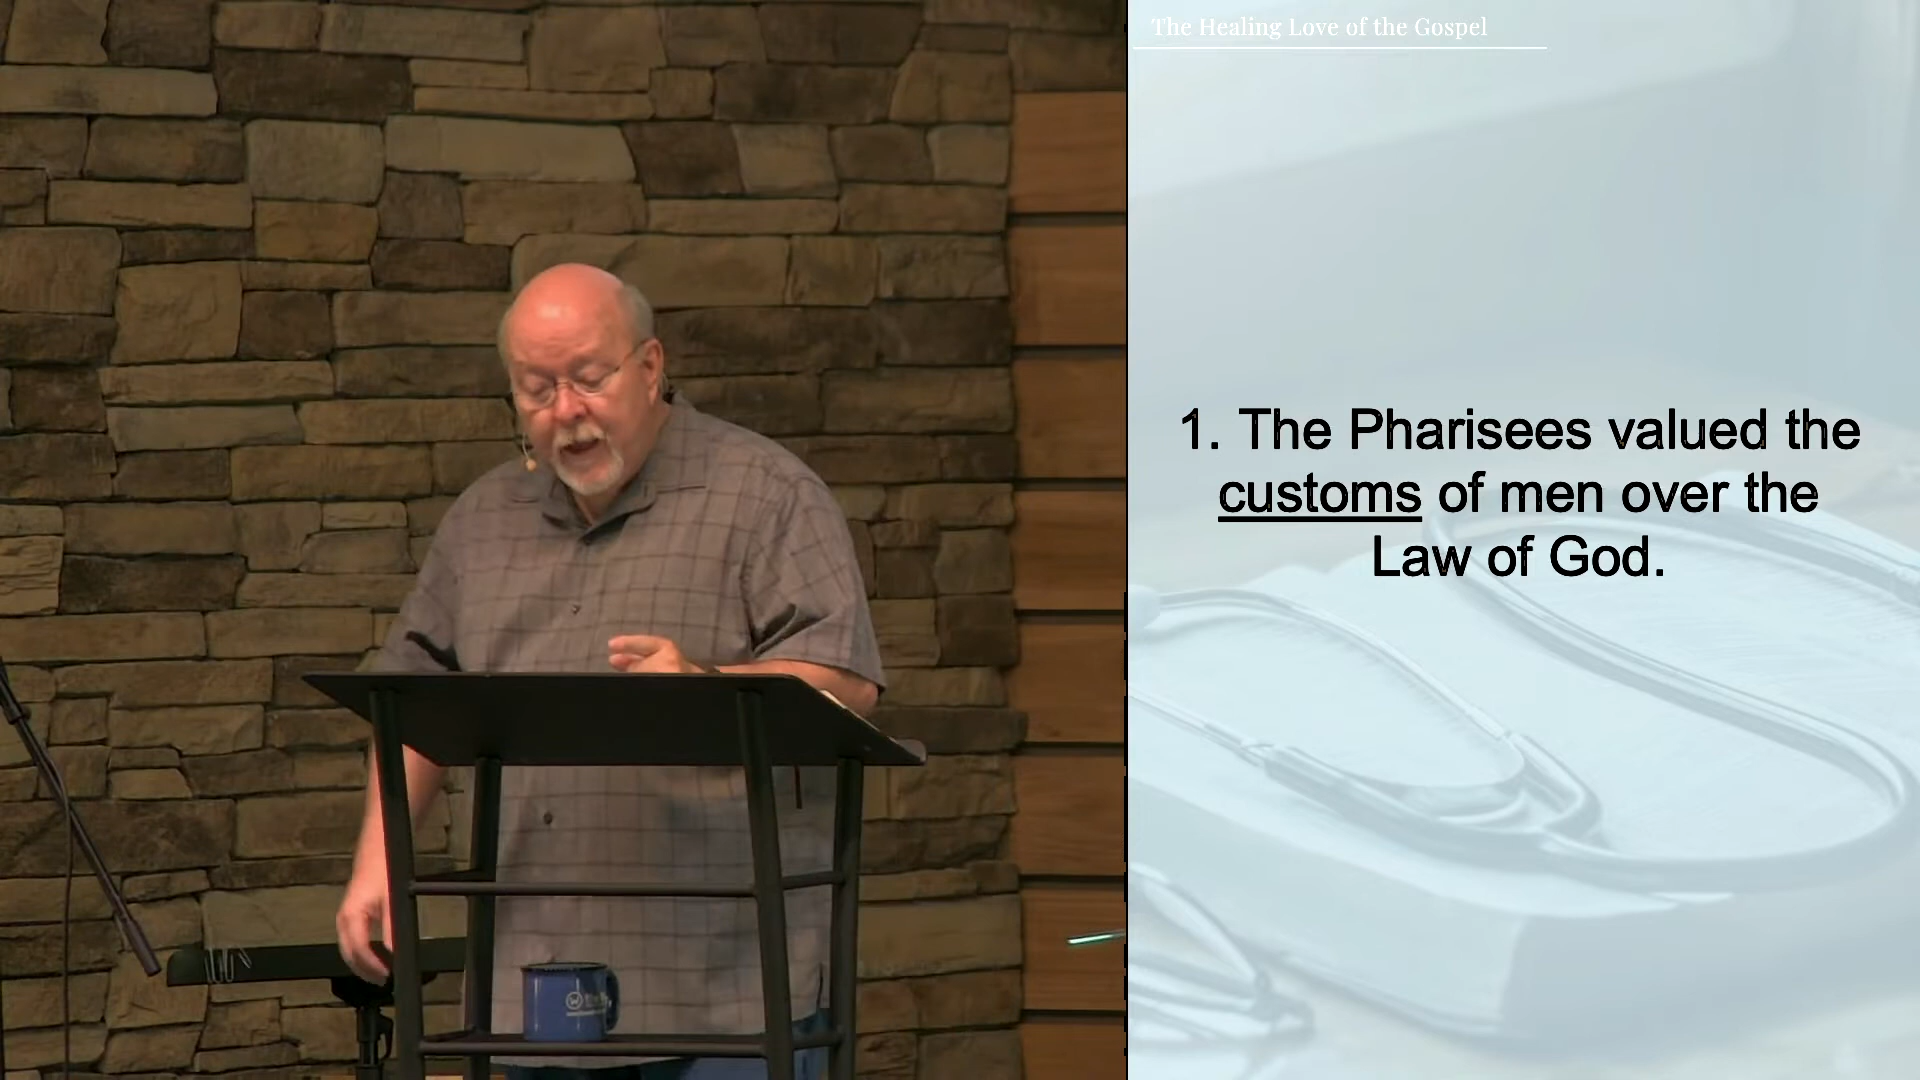 The Healing Love of the Gospel
1. The Pharisees valued the
customs of men over the
Law of God.